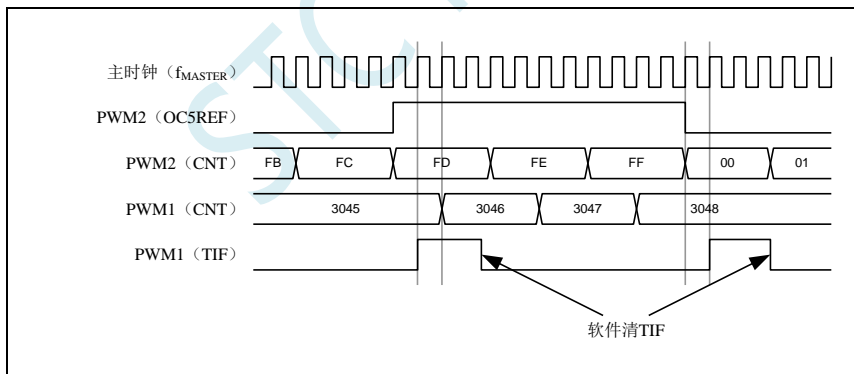 主时钟（fMASTER）
PWM2（OC5REF）
PWM2（CNT） FB FC FD FE FF 00 01
PWM1（CNT） 3045 3046 3047 3048
PWM1（TIF）
软件清TIF